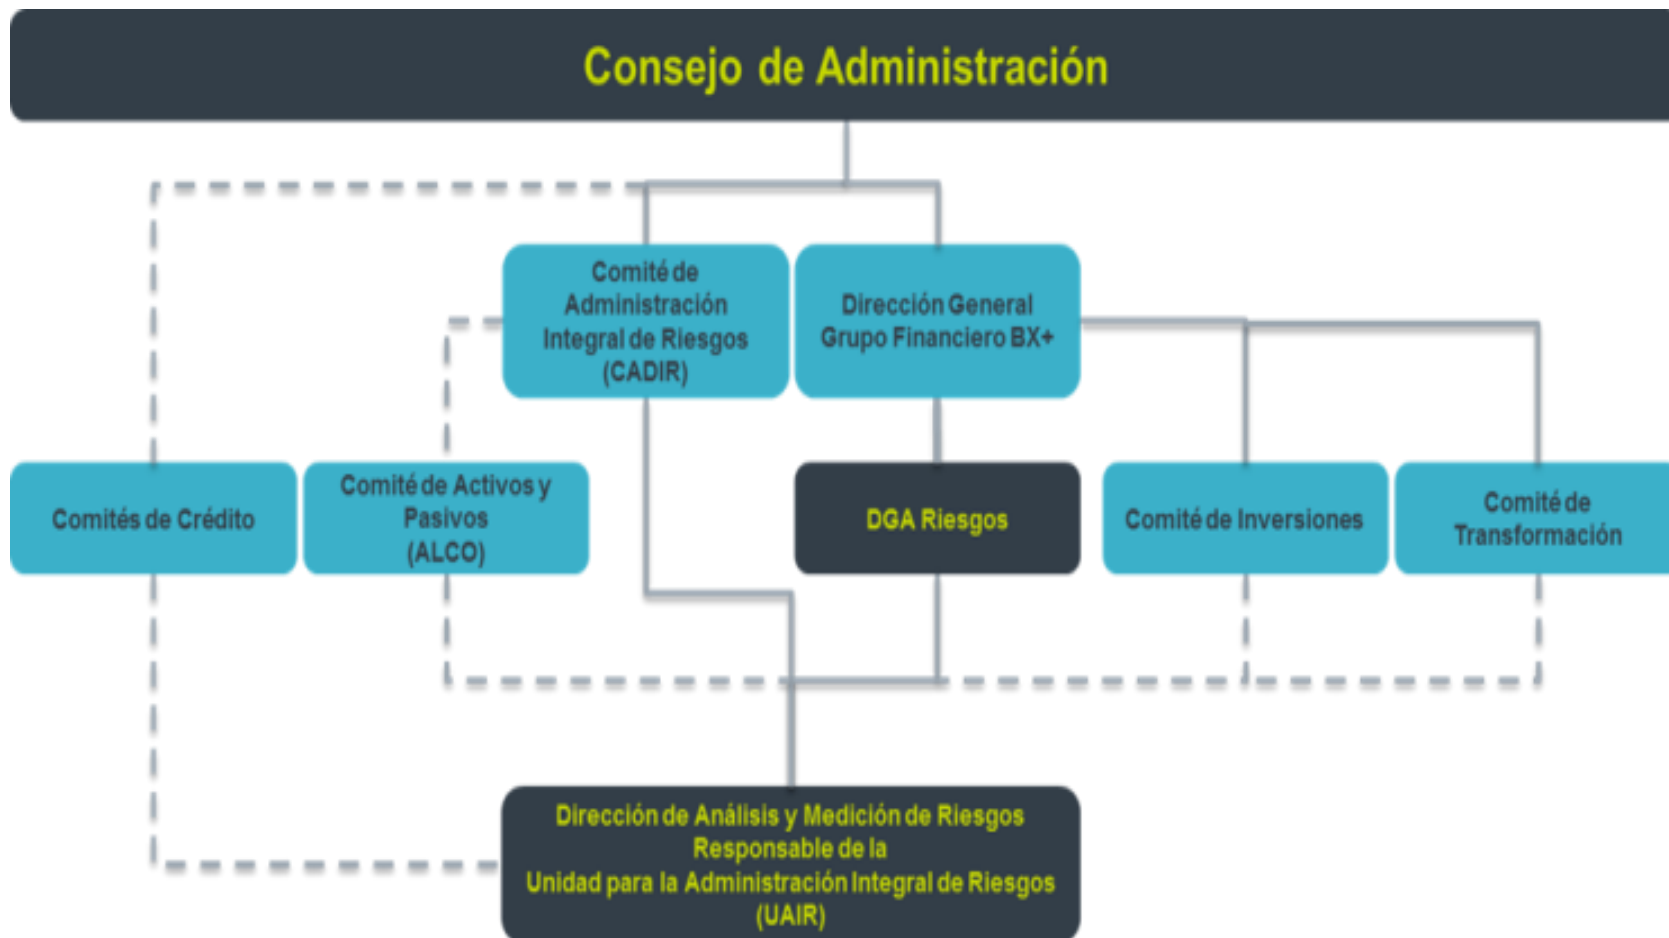 Consejo de Administración
Comité de
Administración
Integral de Riesgos
(CADIR)
Dirección General
Grupo Financiero BX+
Comités de Crédito
Comité de Activos y
Pasivos
(ALCO)
DGA Riesgos
Comité de Inversiones
Comité de
Transformación
Dirección de Análisis y Medición de Riesgos
Responsable de la
Unidad para la Administración Integral de Riesgos
(UAIR)